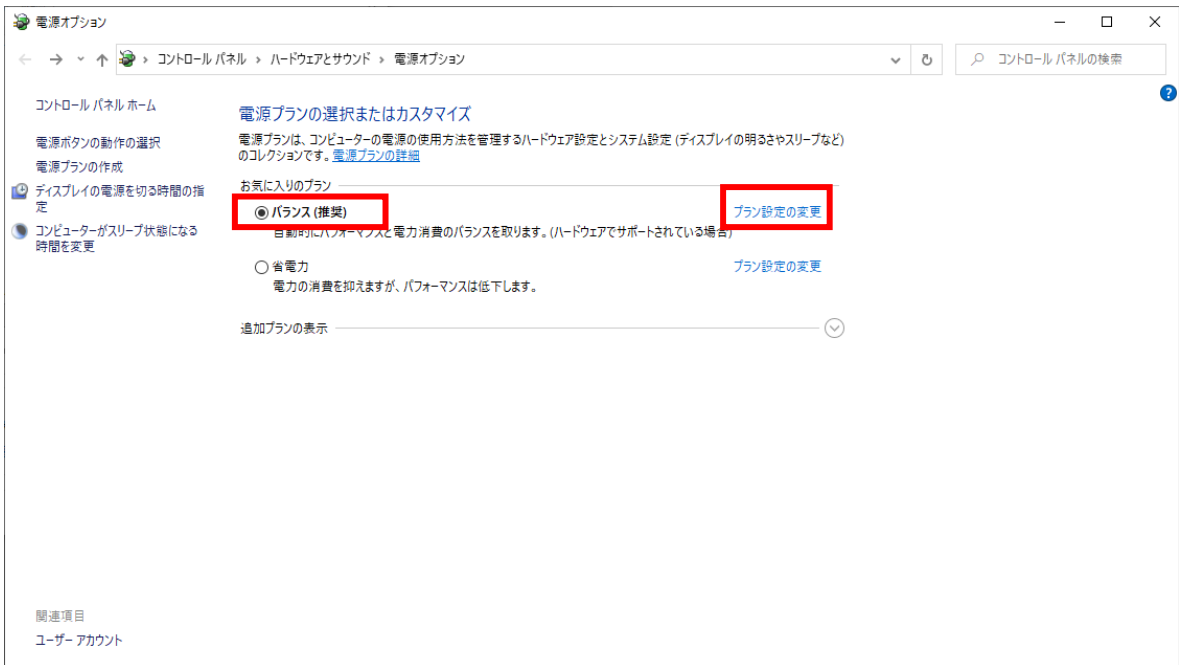 電源オプション
コントロール パネル › ハードウェアとサウンド › 電源オプション
コントロール パネルの検索
コントロール パネル ホーム
電源ボタンの動作の選択
電源プランの作成
ディスプレイの電源を切る時間の指
定
コンピューターがスリープ状態になる
時間を変更
電源プランの選択またはカスタマイズ
電源プランは、コンピューターの電源の使用方法を管理するハードウェア設定とシステム設定 (ディスプレイの明るさやスリープなど)
のコレクションです。電源プランの詳細
お気に入りのプラン
バランス (推奨) プラン設定の変更
自動的にパフォーマンスと電力消費のバランスを取ります。(ハードウェアでサポートされている場合)
省電力 プラン設定の変更
電力の消費を抑えますが、パフォーマンスは低下します。
追加プランの表示
関連項目
ユーザー アカウント